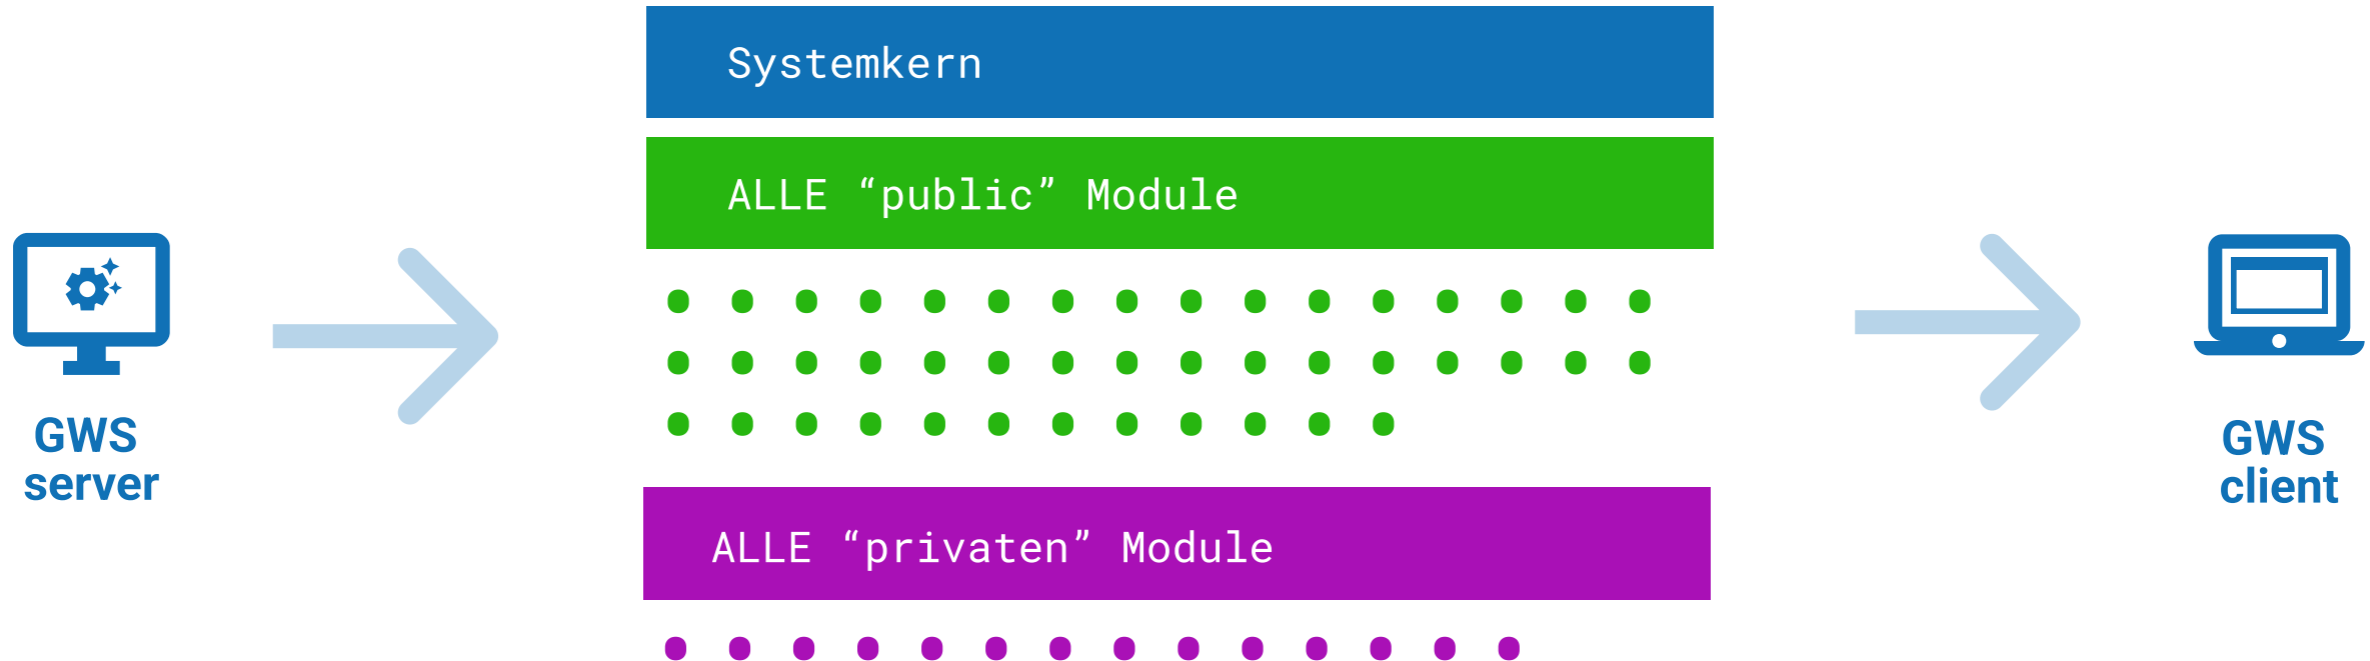 Systemkern
ALLE “public” Module
GWS
server
GWS
client
ALLE “privaten” Module